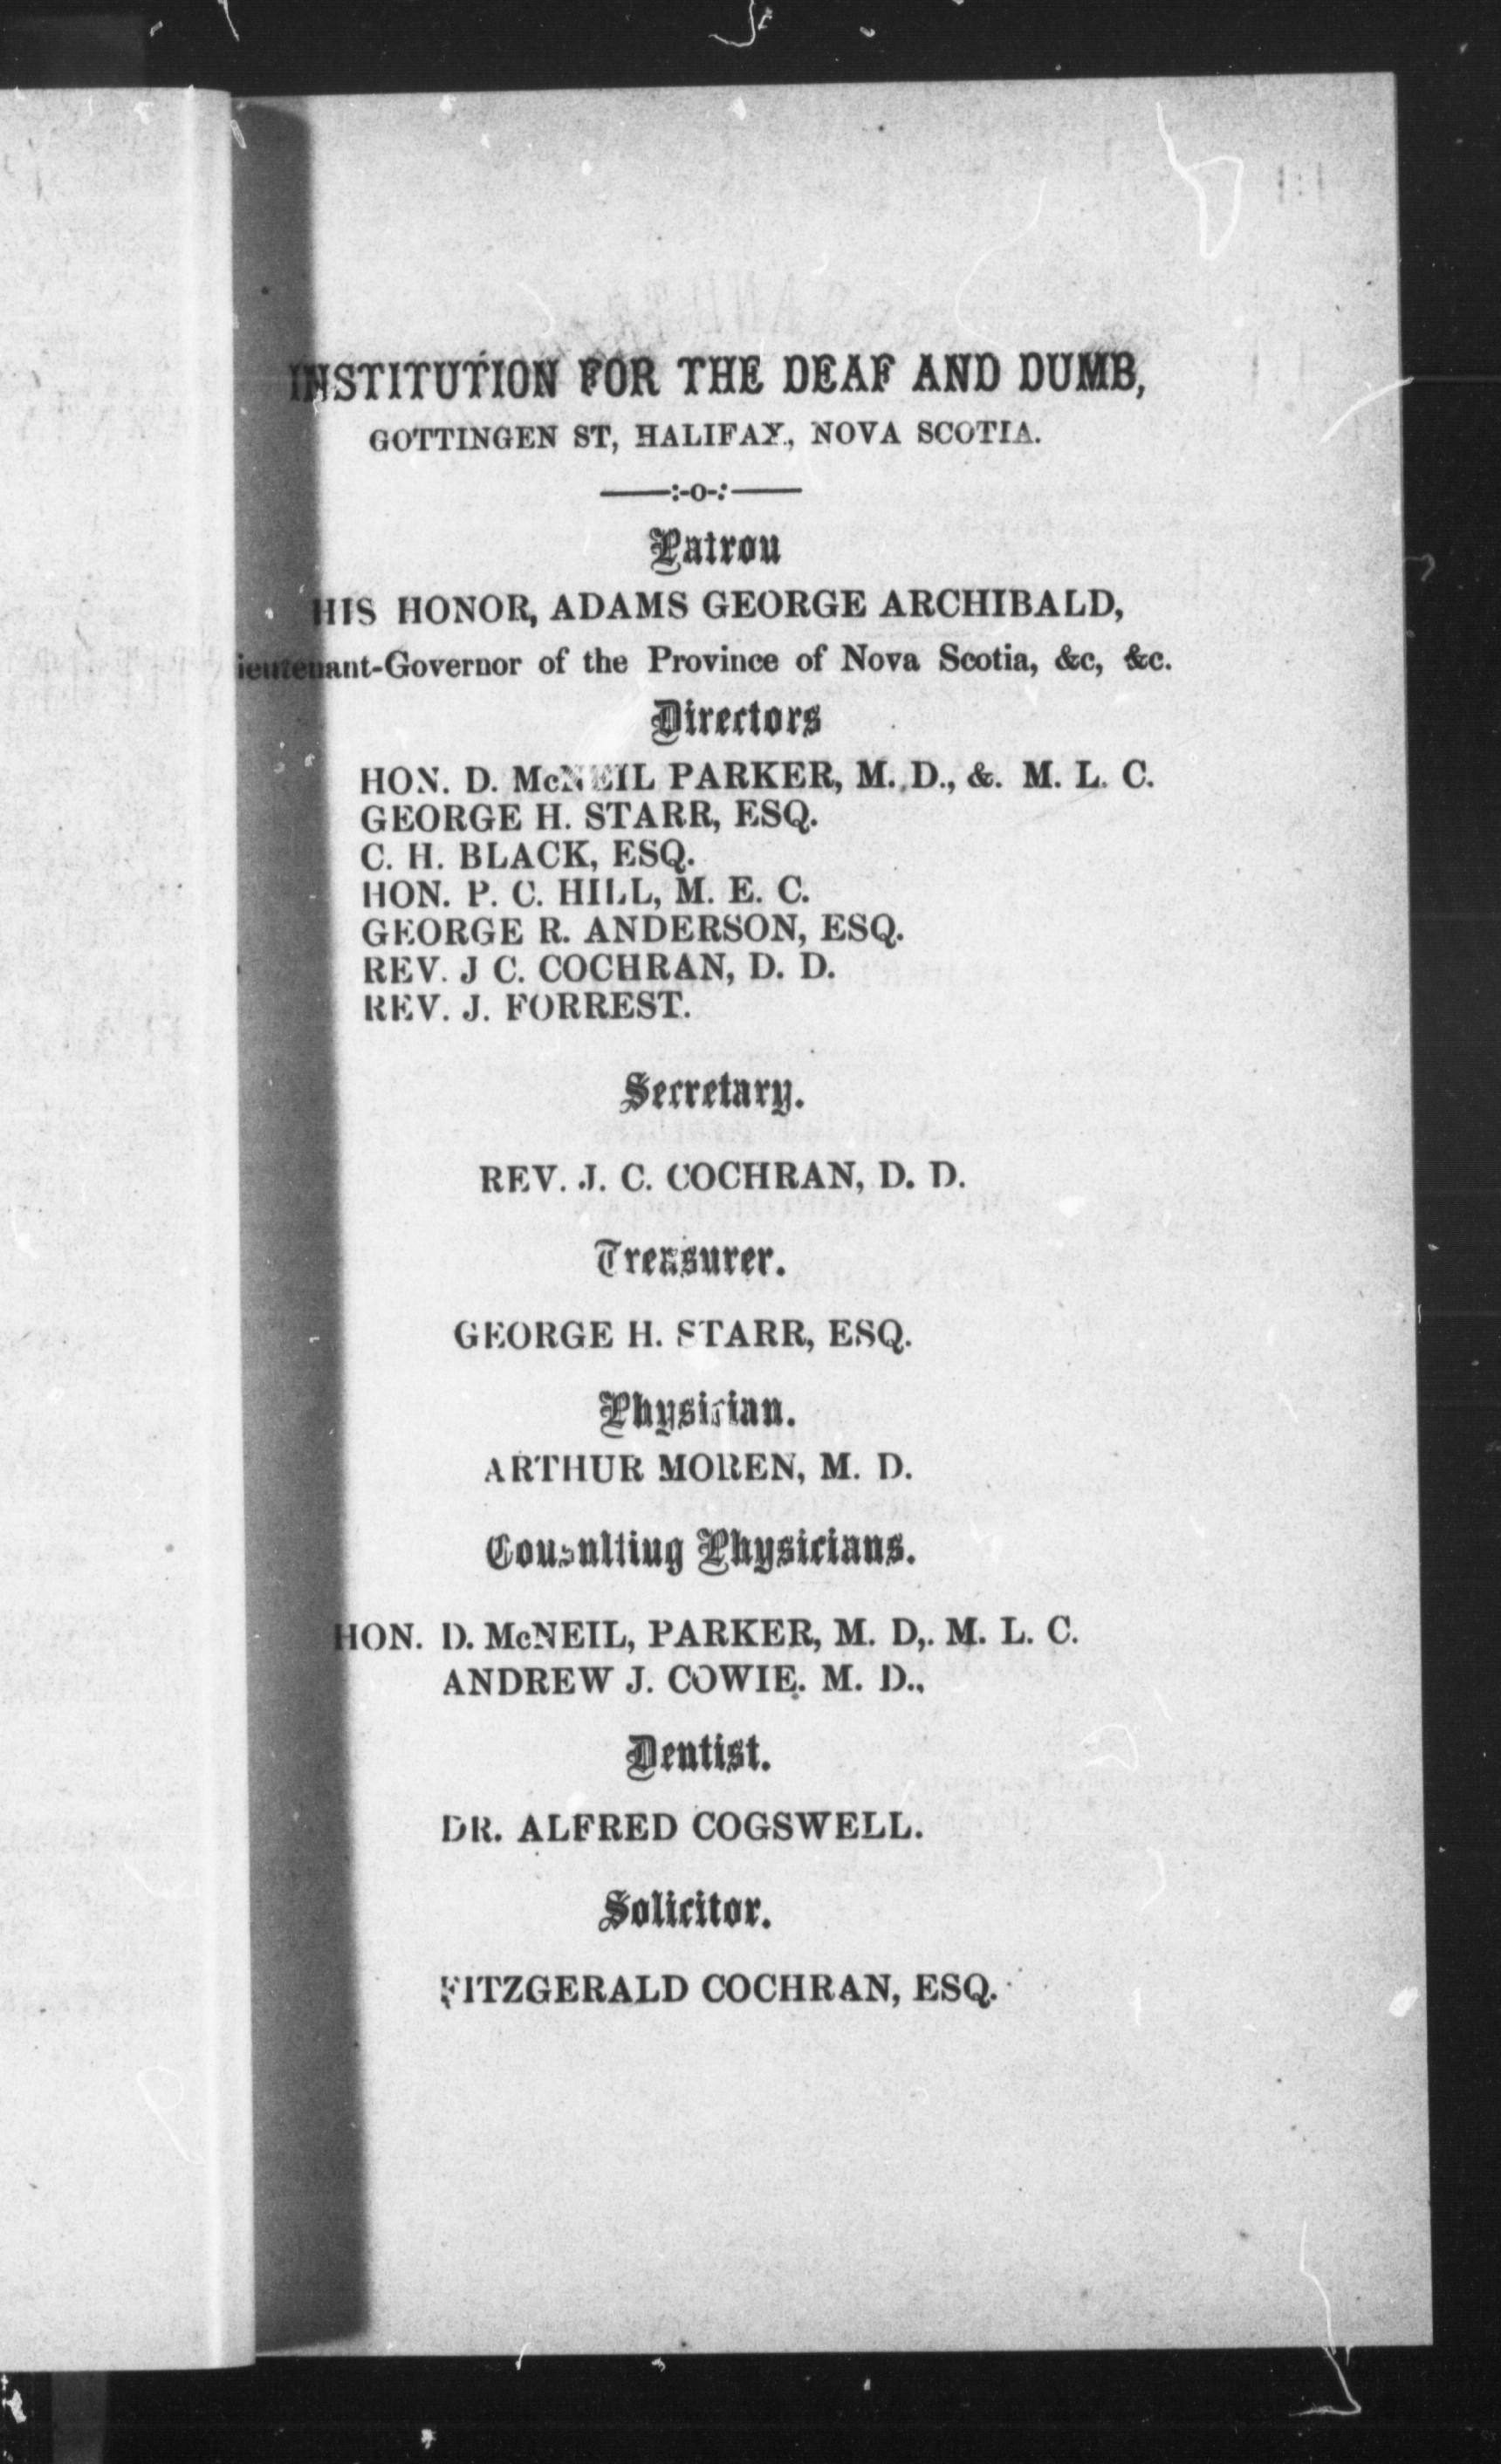 INSTITUTION FOR THE DEAF AND DUMB,
GOTTINGEN ST, HALIFAX, NOVA SCOTIA.
——:-o-:——
Patron
HIS HONOR, ADAMS GEORGE ARCHIBALD,
ieutenant-Governor of the Province of Nova Scotia, &c, &c.
Directors
HON. D. McNEIL PARKER, M. D., &. M. L. C.
GEORGE H. STARR, ESQ.
C. H. BLACK, ESQ.
HON. P. C. HILL, M. E. C.
GEORGE R. ANDERSON, ESQ.
REV. J C. COCHRAN, D. D.
REV. J. FORREST.
Secretary.
REV. J. C. COCHRAN, D. D.
Treasurer.
GEORGE H. STARR, ESQ.
Physician.
ARTHUR MOREN, M. D.
Consulting Physicians.
HON. D. McNEIL, PARKER, M. D,. M. L. C.
ANDREW J. COWIE. M. D.,
Dentist.
DR. ALFRED COGSWELL.
Solicitor.
FITZGERALD COCHRAN, ESQ.